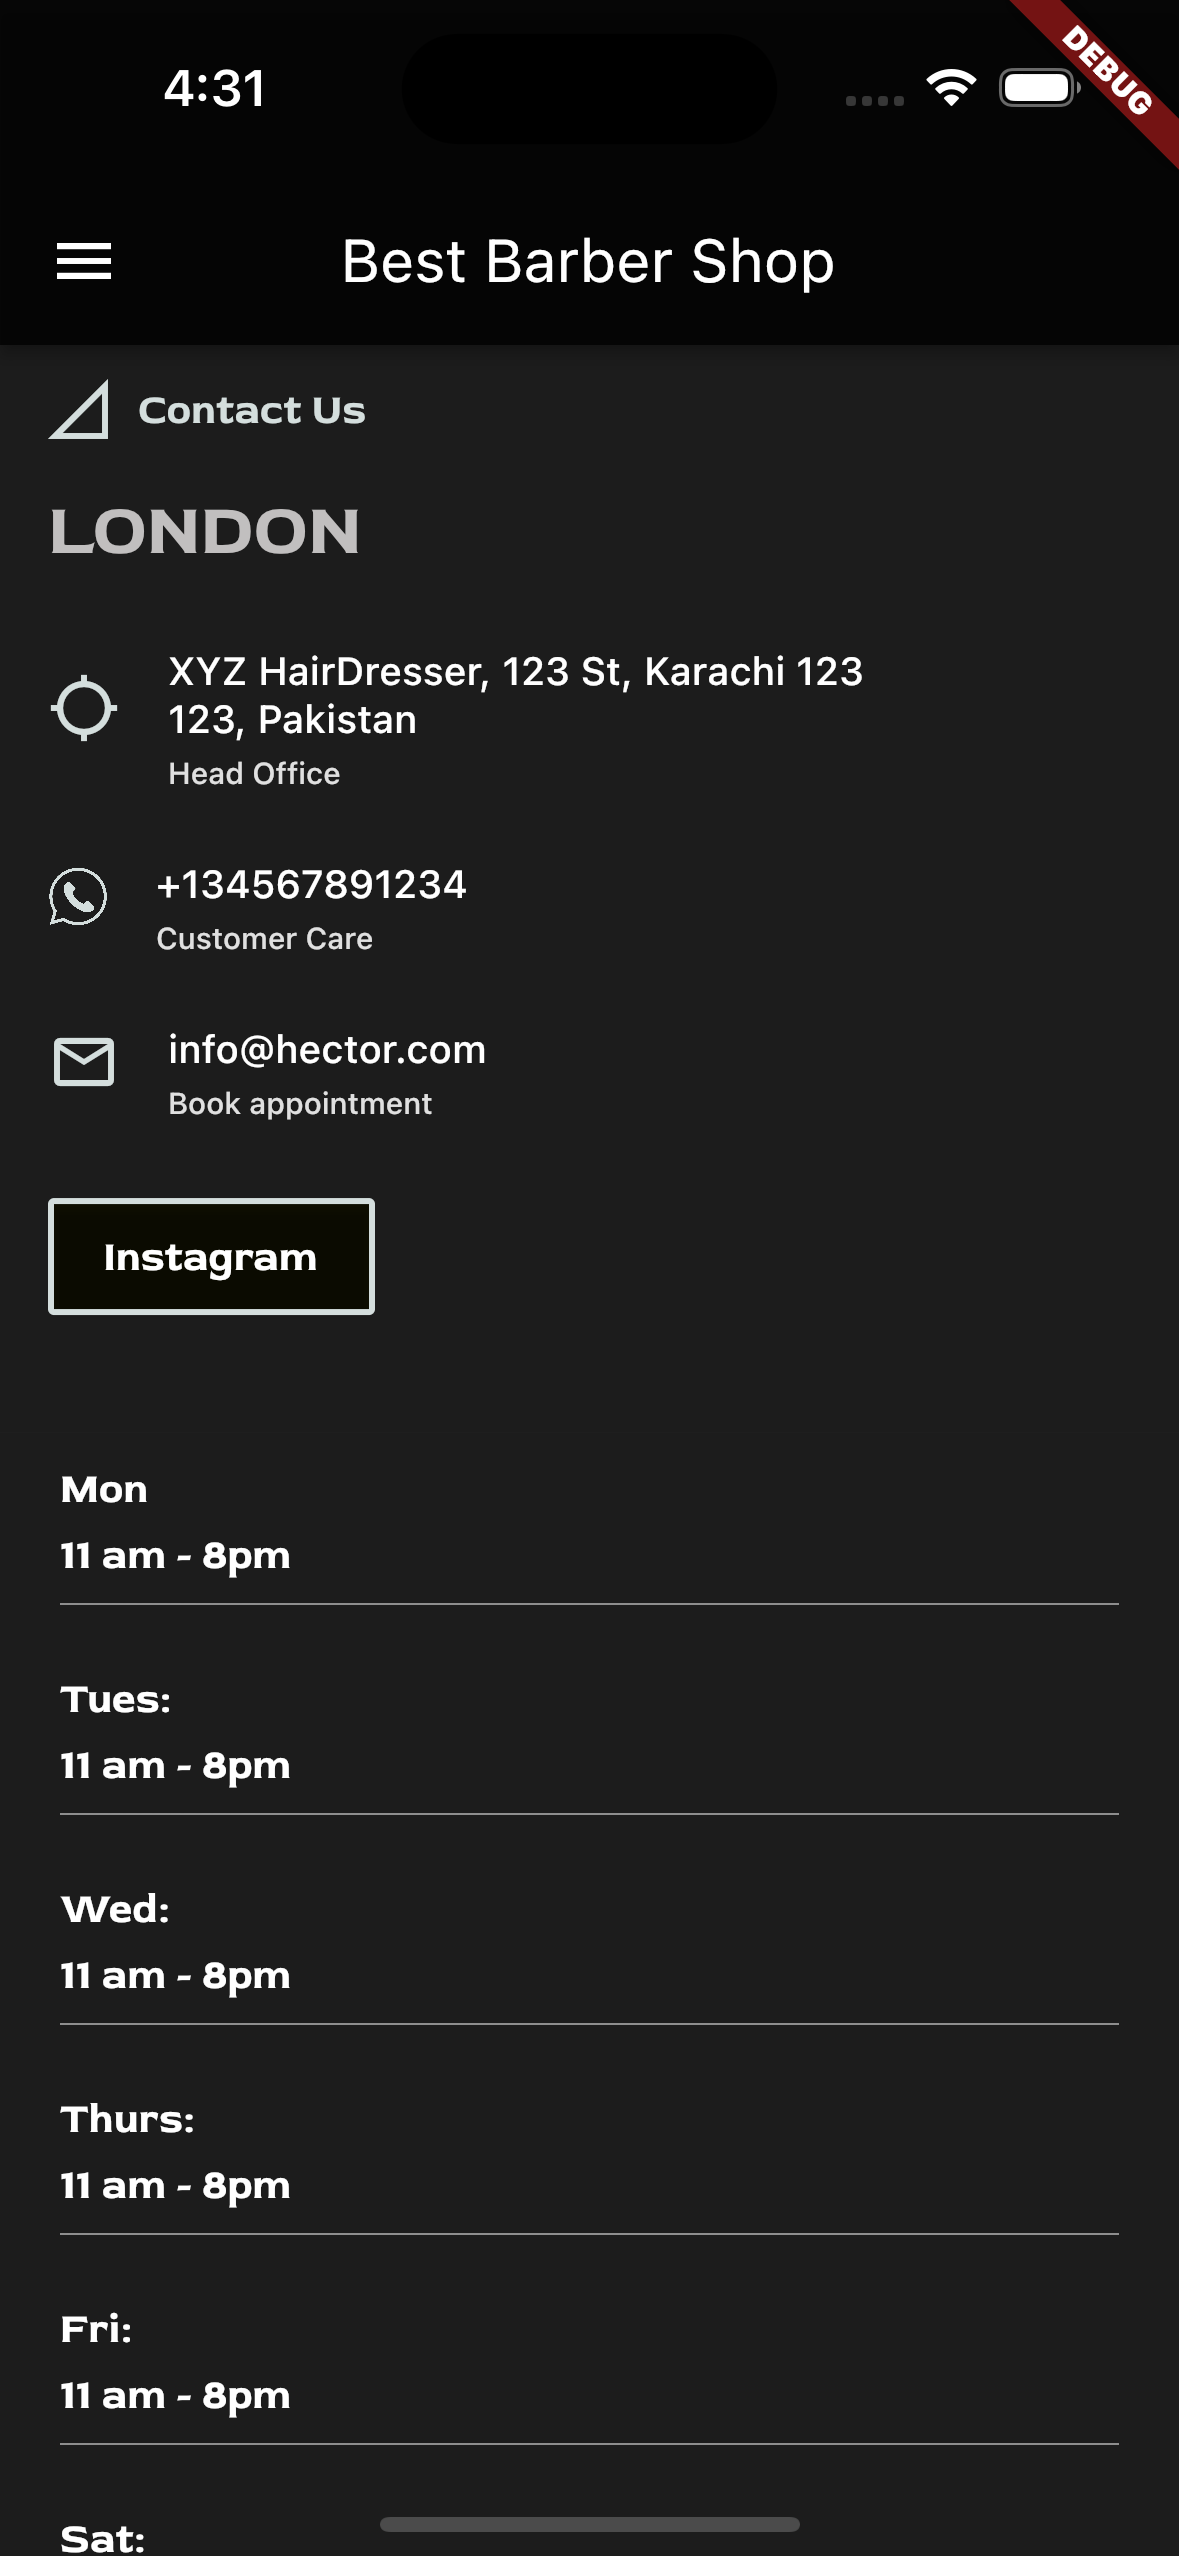 4:31
DEBUG
Best Barber Shop
Contact Us
LONDON
XYZ HairDresser, 123 St, Karachi 123
123, Pakistan
Head Office
+134567891234
Customer Care
info@hector.com
Book appointment
Instagram
Mon
11 am - 8pm
Tues:
11 am - 8pm
Wed:
11 am - 8pm
Thurs:
11 am - 8pm
Fri:
11 am - 8pm
Sat: